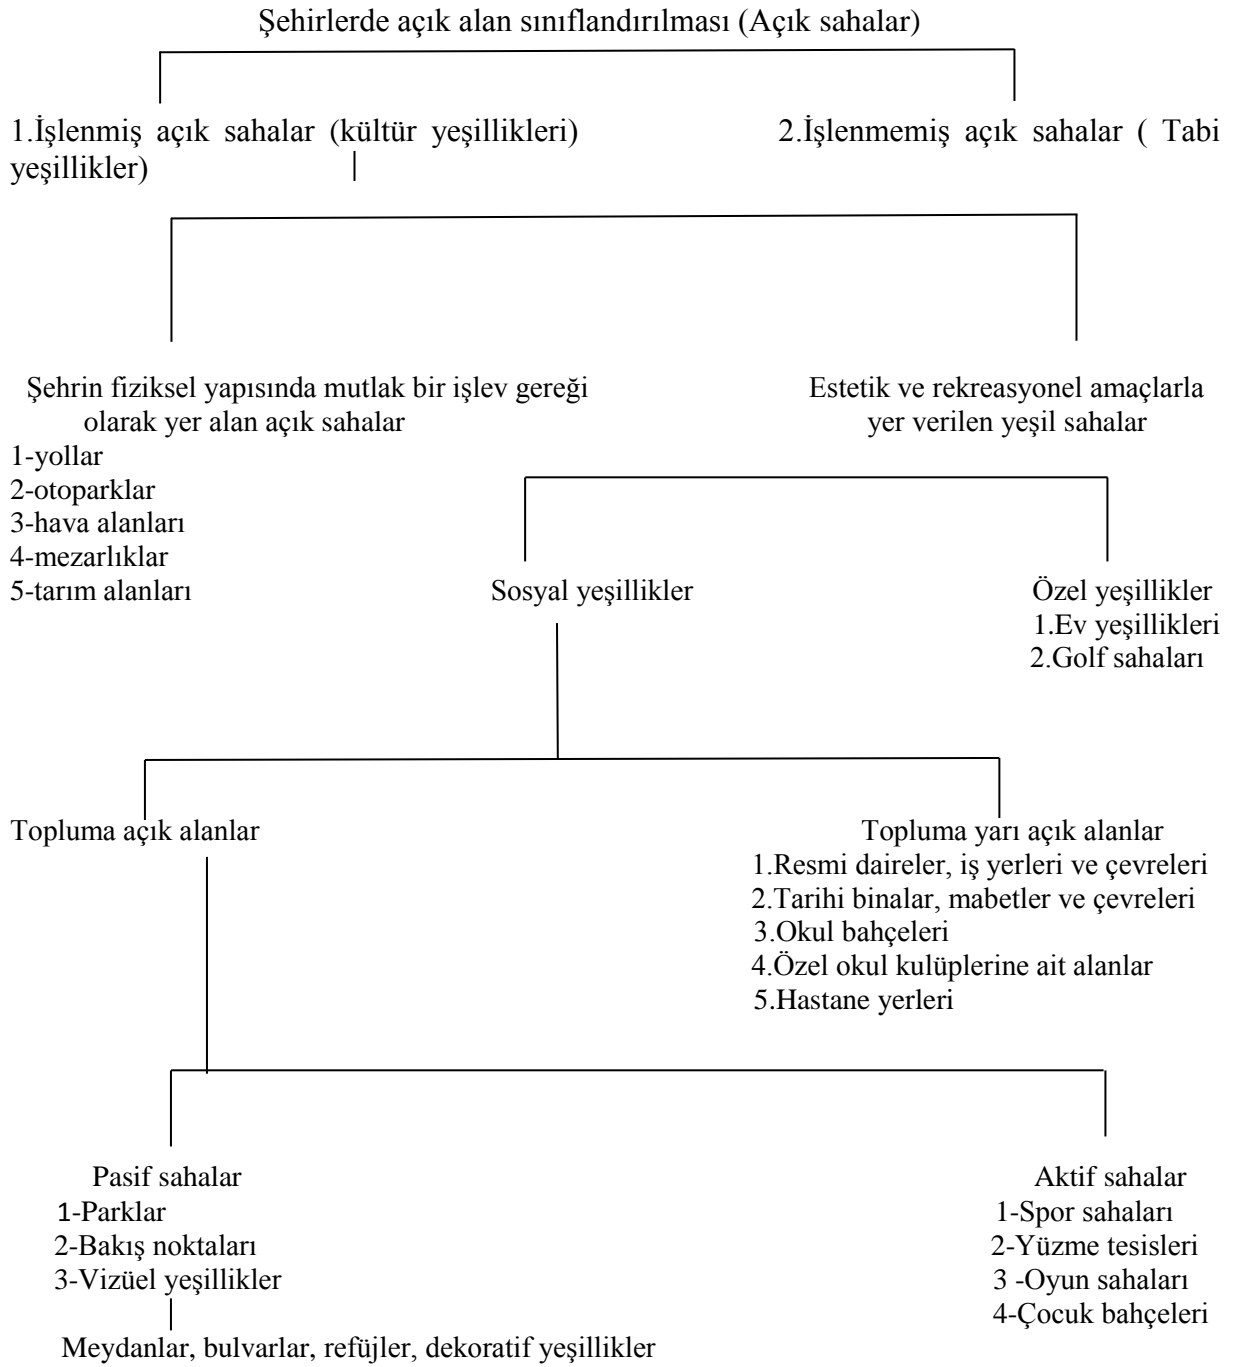 Şehirlerde açık alan sınıflandırılması (Açık sahalar)
1.İşlenmiş açık sahalar (kültür yeşillikleri) 2.İşlenmemiş açık sahalar ( Tabi
yeşillikler)
Şehrin fiziksel yapısında mutlak bir işlev gereği
olarak yer alan açık sahalar
1-yollar
2-otoparklar
3-hava alanları
4-mezarlıklar
5-tarım alanları
Estetik ve rekreasyonel amaçlarla
yer verilen yeşil sahalar
Sosyal yeşillikler
Özel yeşillikler
1.Ev yeşillikleri
2.Golf sahaları
Topluma açık alanlar
Topluma yarı açık alanlar
1.Resmi daireler, iş yerleri ve çevreleri
2.Tarihi binalar, mabetler ve çevreleri
3.Okul bahçeleri
4.Özel okul kulüplerine ait alanlar
5.Hastane yerleri
Pasif sahalar
1-Parklar
2-Bakış noktaları
3-Vizüel yeşillikler
Meydanlar, bulvarlar, refüjler, dekoratif yeşillikler
Aktif sahalar
1-Spor sahaları
2-Yüzme tesisleri
3 -Oyun sahaları
4-Çocuk bahçeleri